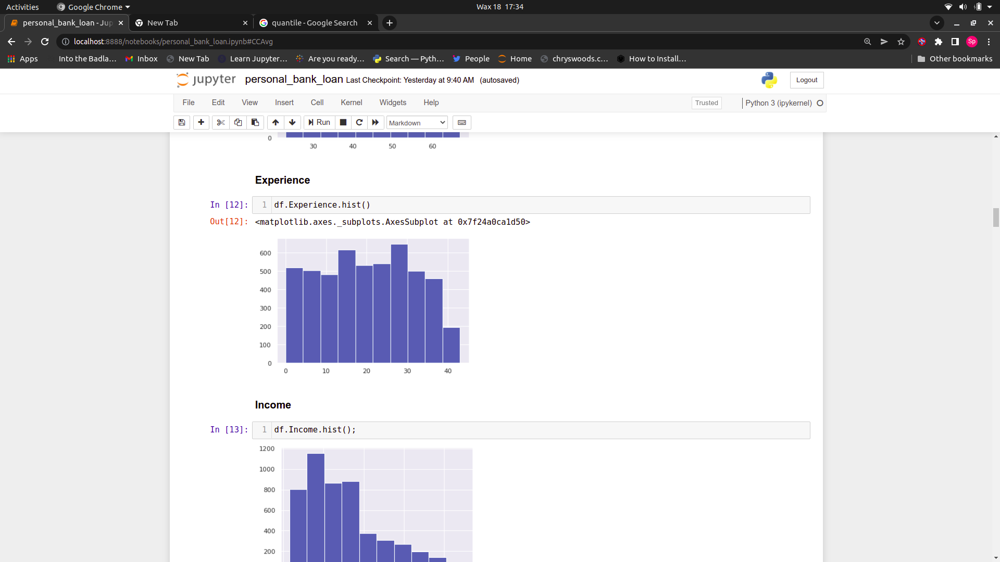 Activities Google Chrome Wax 18 17:34
personal_bank_loan - Jup New Tab quantile - Google Search
localhost:8888/notebooks/personal_bank_loan.ipynb#CCAvg Sp
Apps Into the Badla... Inbox New Tab Learn Jupyter... Are you ready... Search — Pyth... People Home chryswoods.c... How to Install... Other bookmarks
jupyter personal_bank_loan Last Checkpoint: Yesterday at 9:40 AM (autosaved) Logout
File Edit View Insert Cell Kernel Widgets Help Trusted Python 3 (ipykernel)
Run Markdown
0
30 40 50 60
Experience
In [12]: 1 df.Experience.hist()
Out[12]: <matplotlib.axes._subplots.AxesSubplot at 0x7f24a0ca1d50>
600
500
400
300
200
100
0
0 10 20 30 40
Income
In [13]: 1 df.Income.hist();
1200
1000
800
600
400
200